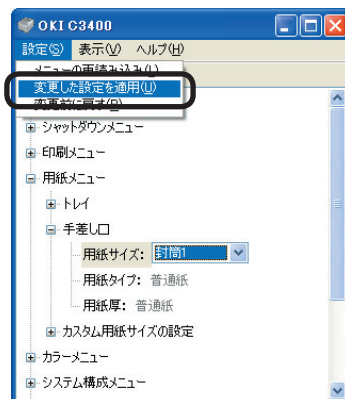 OKI C3400
設定(S) 表示(V) ヘルプ(H)
メニューの再読み込み(L)
変更した設定を適用(U)
変更前に戻す(P)
シャットダウンメニュー
印刷メニュー
用紙メニュー
トレイ
手差し口
用紙サイズ: 封筒1
用紙タイプ: 普通紙
用紙厚: 普通紙
カスタム用紙サイズの設定
カラーメニュー
システム構成メニュー